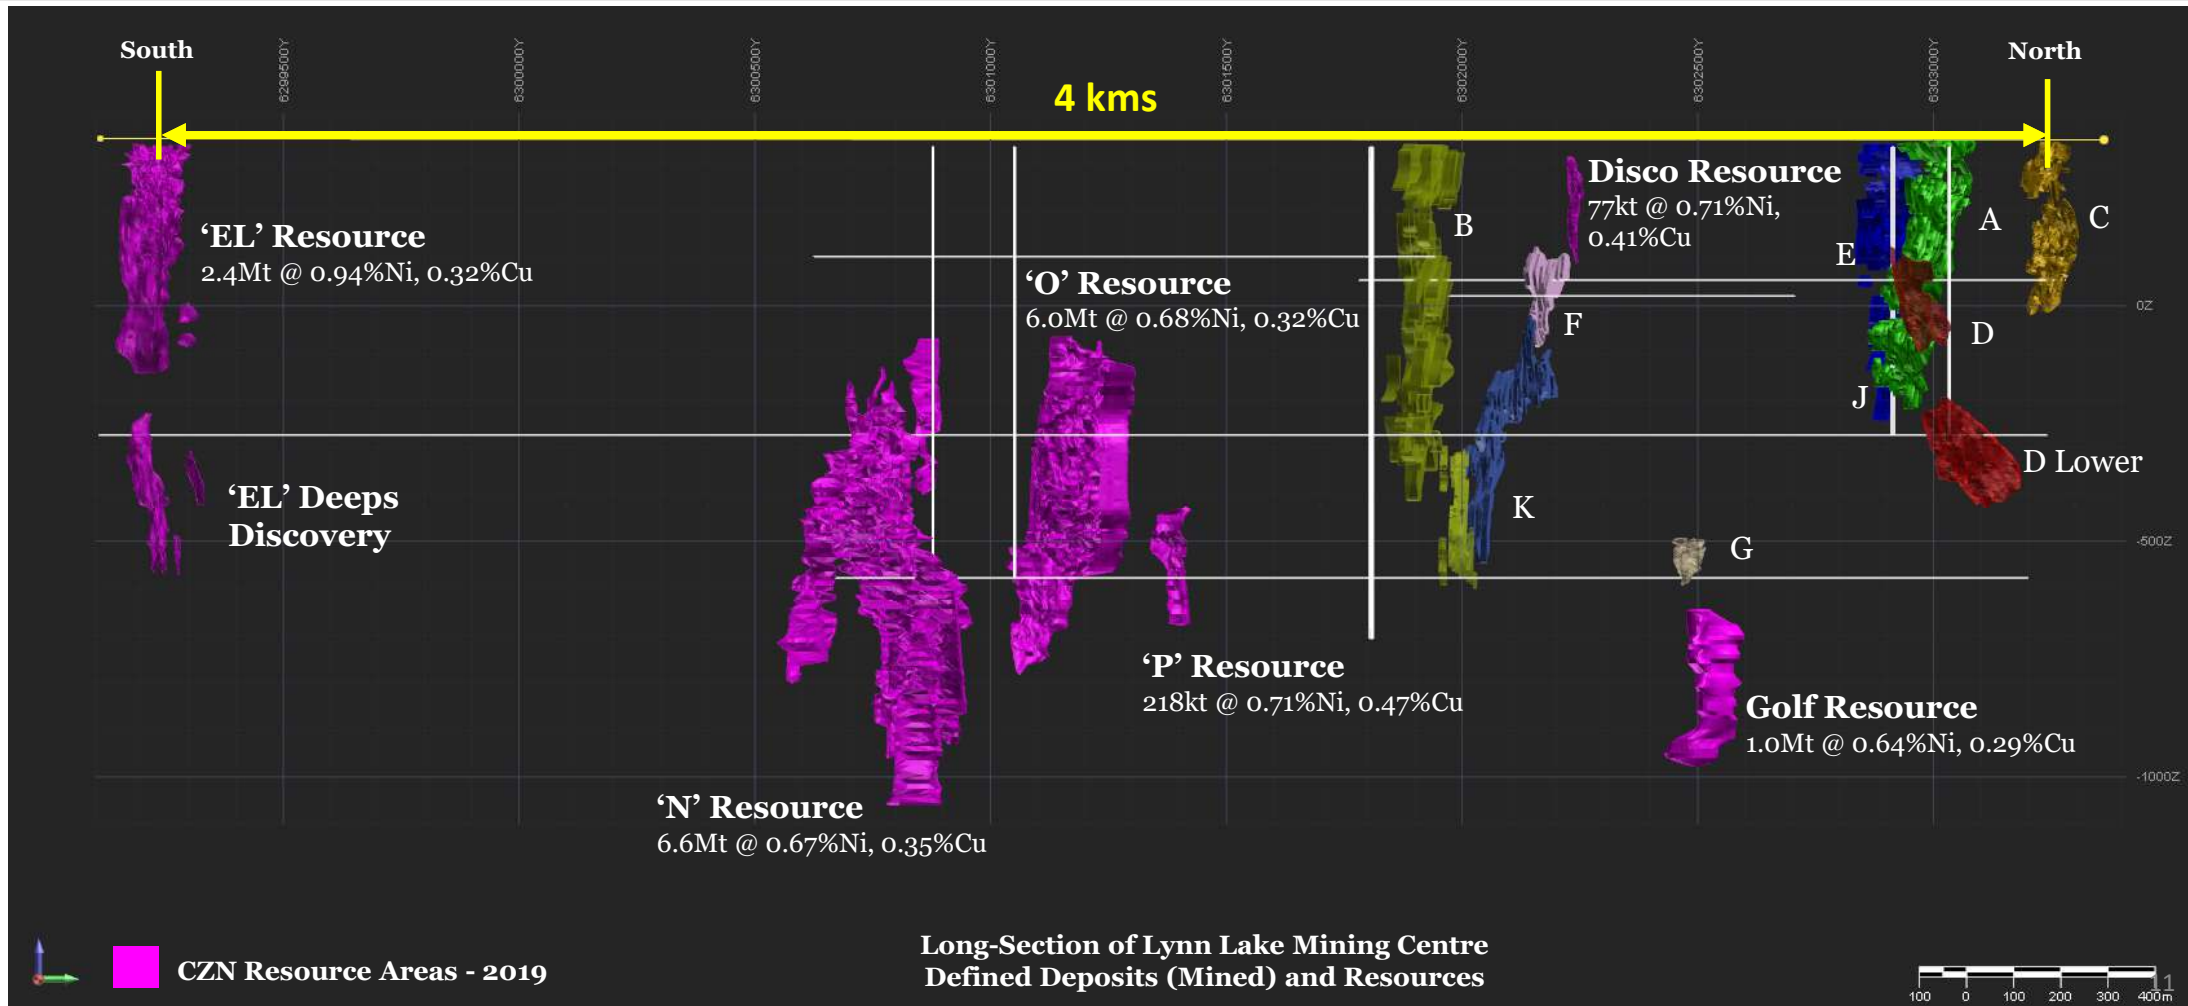 South
6299500Y
6300000Y
6300500Y
6301000Y
6301500Y
6302000Y
6302500Y
6303000Y
North
4 kms
‘EL’ Resource
2.4Mt @ 0.94%Ni, 0.32%Cu
‘O’ Resource
6.0Mt @ 0.68%Ni, 0.32%Cu
B
Disco Resource
77kt @ 0.71%Ni,
0.41%Cu
F
E
A
C
D
0Z
J
‘EL’ Deeps
Discovery
K
D Lower
G
-500Z
‘P’ Resource
218kt @ 0.71%Ni, 0.47%Cu
Golf Resource
1.0Mt @ 0.64%Ni, 0.29%Cu
-1000Z
‘N’ Resource
6.6Mt @ 0.67%Ni, 0.35%Cu
CZN Resource Areas - 2019
Long-Section of Lynn Lake Mining Centre
Defined Deposits (Mined) and Resources
11
100 0 100 200 300 400m